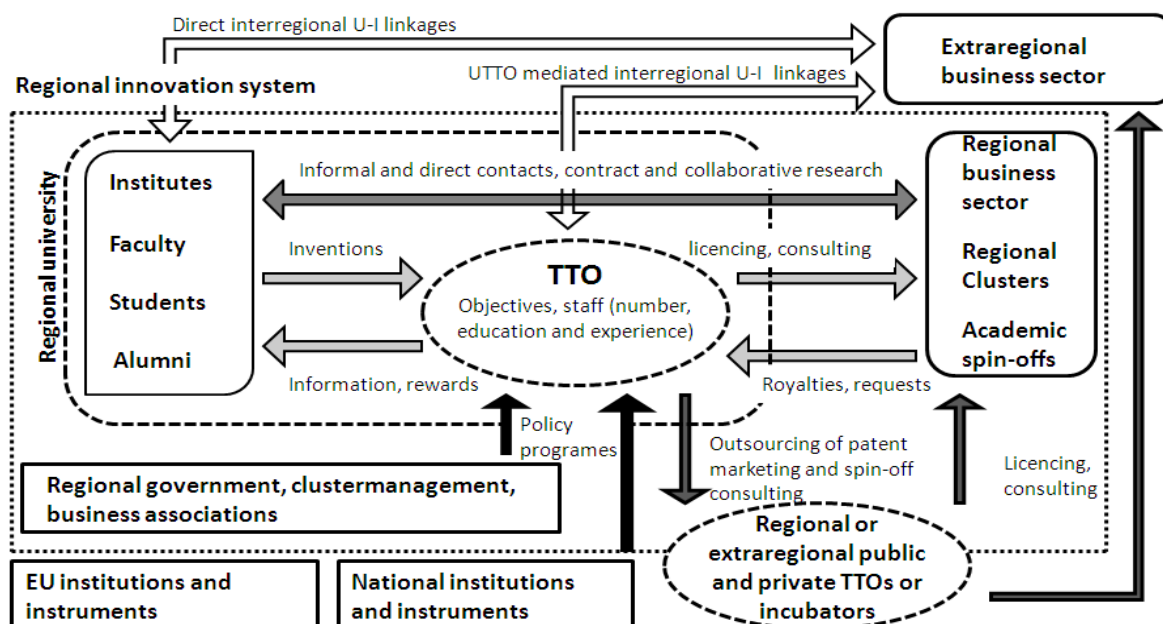 Direct interregional U-I linkages
Extraregional
business sector
UTTO mediated interregional U-I linkages
Regional innovation system
Regional university
Institutes
Faculty
Students
Alumni
Informal and direct contacts, contract and collaborative research
Inventions
licencing, consulting
TTO
Objectives, staff (number,
education and experience)
Information, rewards
Royalties, requests
Regional
business
sector
Regional
Clusters
Academic
spin-offs
Policy
programes
Outsourcing of patent
marketing and spin-off
consulting
Licencing,
consulting
Regional government, clustermanagement,
business associations
Regional or
extraregional public
and private TTOs or
incubators
EU institutions and
instruments
National institutions
and instruments